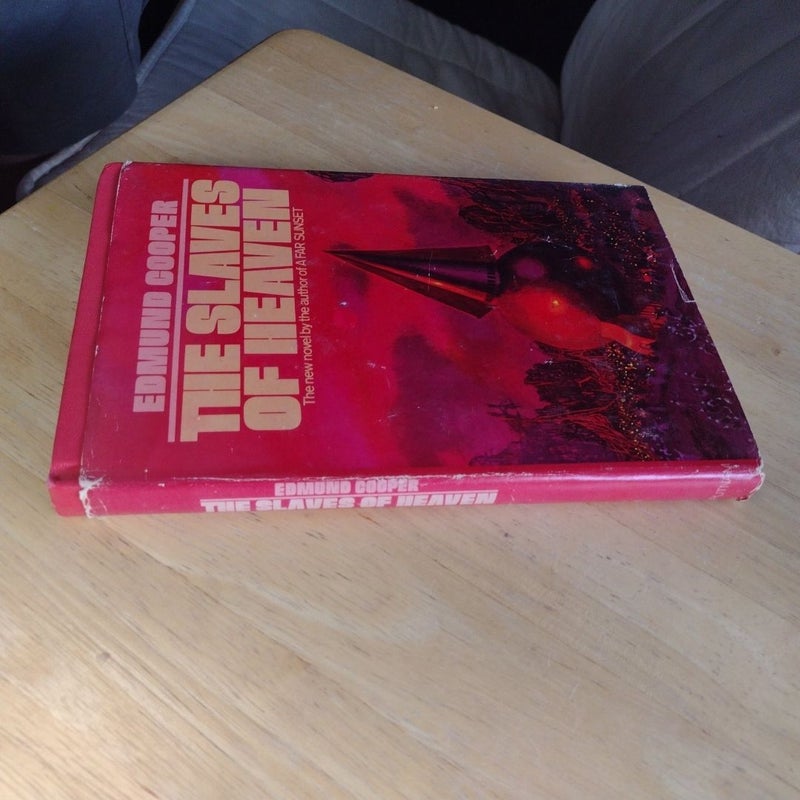 EDMUND COOPER
THE SLAVES
OF HEAVEN
The new novel by the author of A FAR SUNSET
EDMUND COOPER
THE SLAVES OF HEAVEN